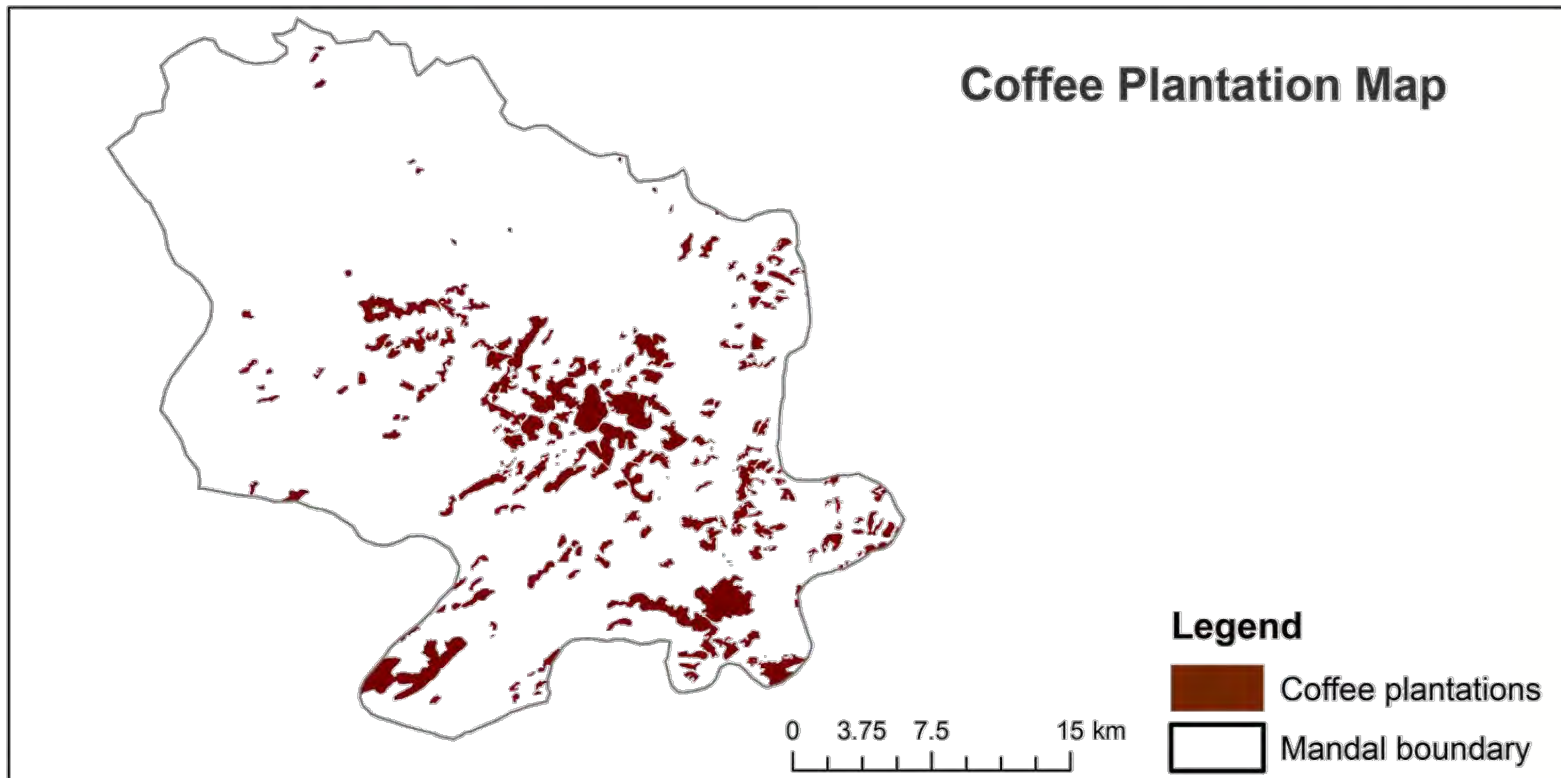 Coffee Plantation Map
Legend
Coffee plantations
Mandal boundary
0 3.75 7.5 15 km